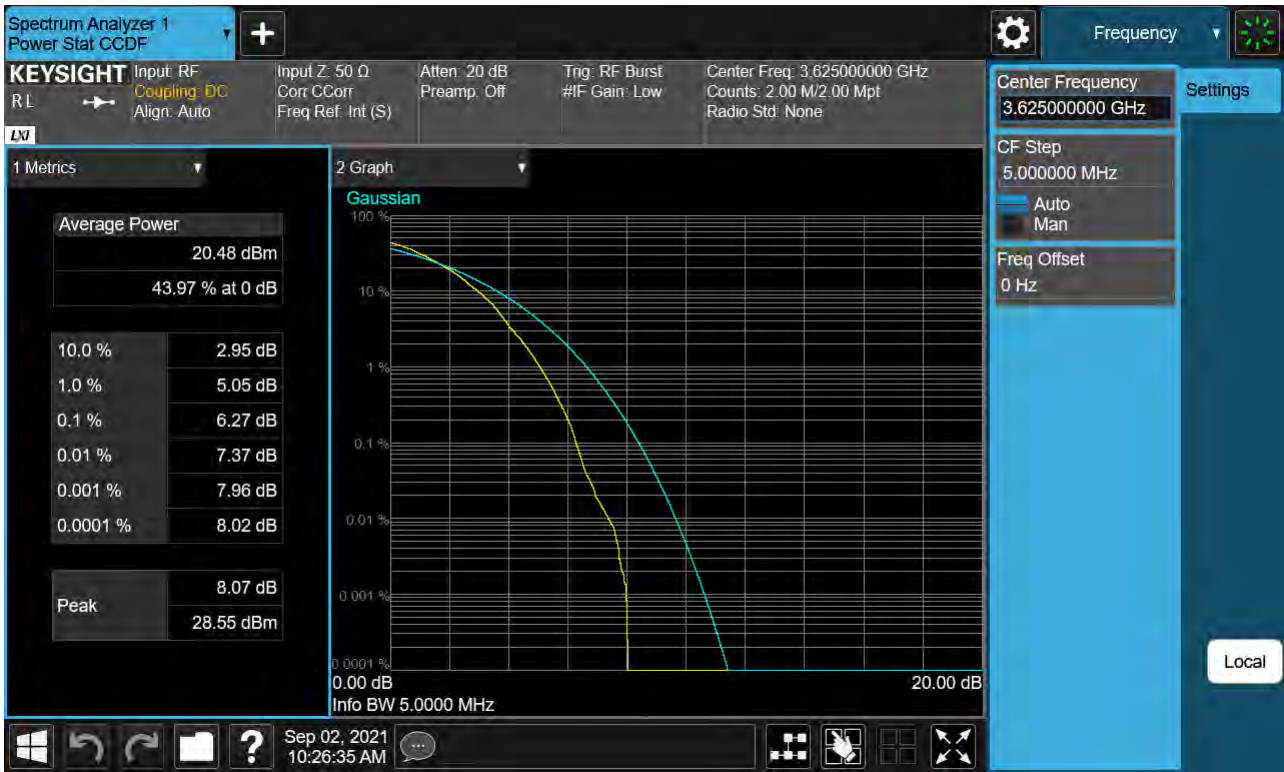 Spectrum Analyzer 1
Power Stat CCDF
Frequency
KEYSIGHT
RL
LXI
Input: RF
Coupling: DC
Align: Auto
Input Z: 50 Ω
Corr CCorr
Freq Ref: Int (S)
Atten: 20 dB
Preamp: Off
Trig: RF Burst
#IF Gain: Low
Center Freq: 3.625000000 GHz
Counts: 2.00 M/2.00 Mpt
Radio Std: None
Center Frequency
3.625000000 GHz
Settings
CF Step
5.000000 MHz
Auto
Man
Freq Offset
0 Hz
Local
1 Metrics
Average Power
20.48 dBm
43.97 % at 0 dB
10.0 % 2.95 dB
1.0 % 5.05 dB
0.1 % 6.27 dB
0.01 % 7.37 dB
0.001 % 7.96 dB
0.0001 % 8.02 dB
Peak 8.07 dB
28.55 dBm
2 Graph
Gaussian
100 %
10 %
1 %
0.1 %
0.01 %
0.001 %
0.0001 %
0.00 dB 20.00 dB
Info BW 5.0000 MHz
?
Sep 02, 2021
10:26:35 AM